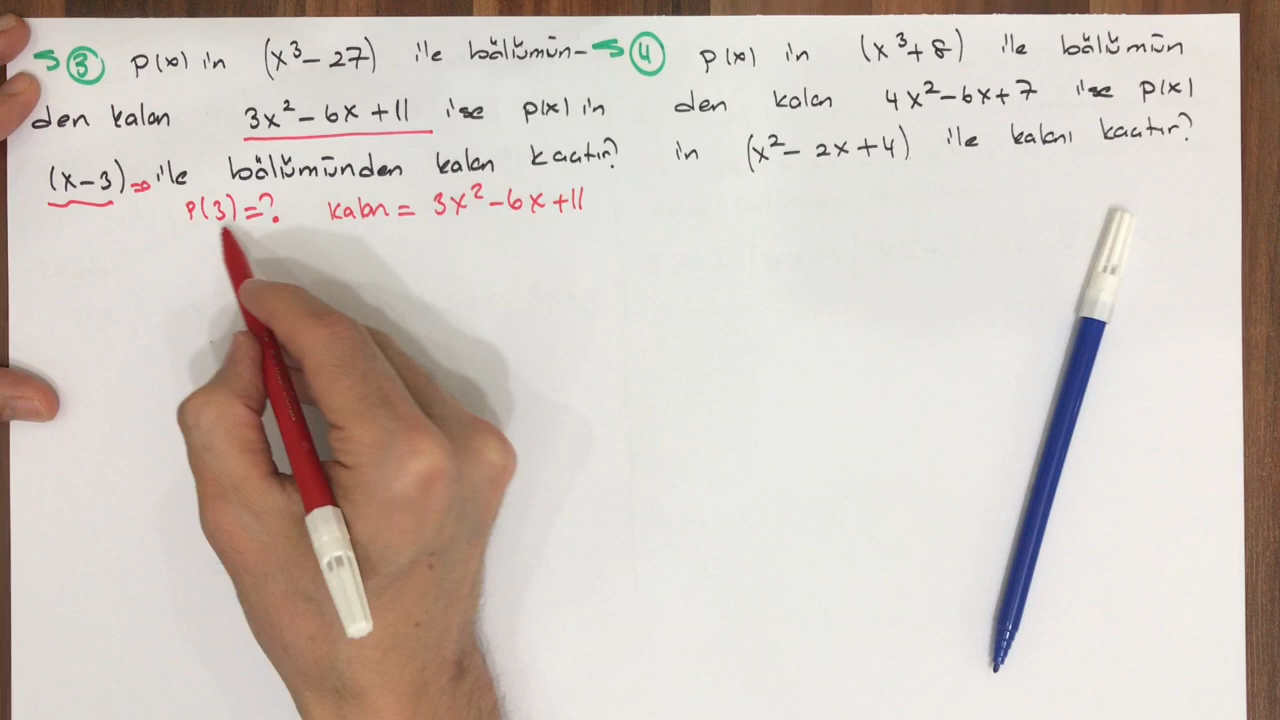 3 P(x) in (x³-27) ile bölümün-
den kalan 3x²-6x+11 ise P(x) in
(x-3) ⇒ ile bölümünden kalan kaçtır?
P(3)=? kalan = 3x²-6x+11
4 P(x) in (x³+8) ile bölümün
den kalan 4x²-6x+7 ise P(x)
in (x²-2x+4) ile kalanı kaçtır?